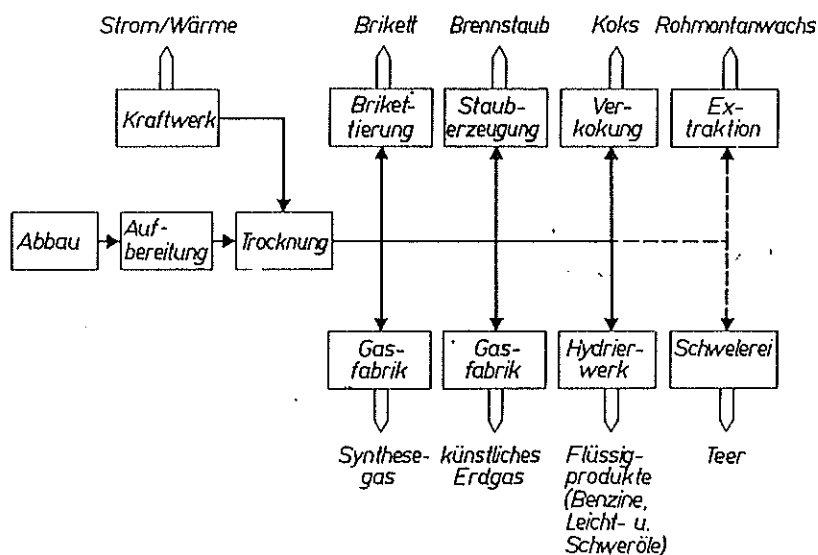 Strom/Wärme
Brikett
Brennstaub
Koks
Rohmontanwachs
Kraftwerk
Briket-
tierung
Staub-
erzeugung
Ver-
kokung
Ex-
traktion
Abbau
Auf-
bereitung
Trocknung
Gas-
fabrik
Gas-
fabrik
Hydrier-
werk
Schwelerei
Synthese-
gas
künstliches
Erdgas
Flüssig-
produkte
(Benzine,
Leicht- u.
Schweröle)
Teer